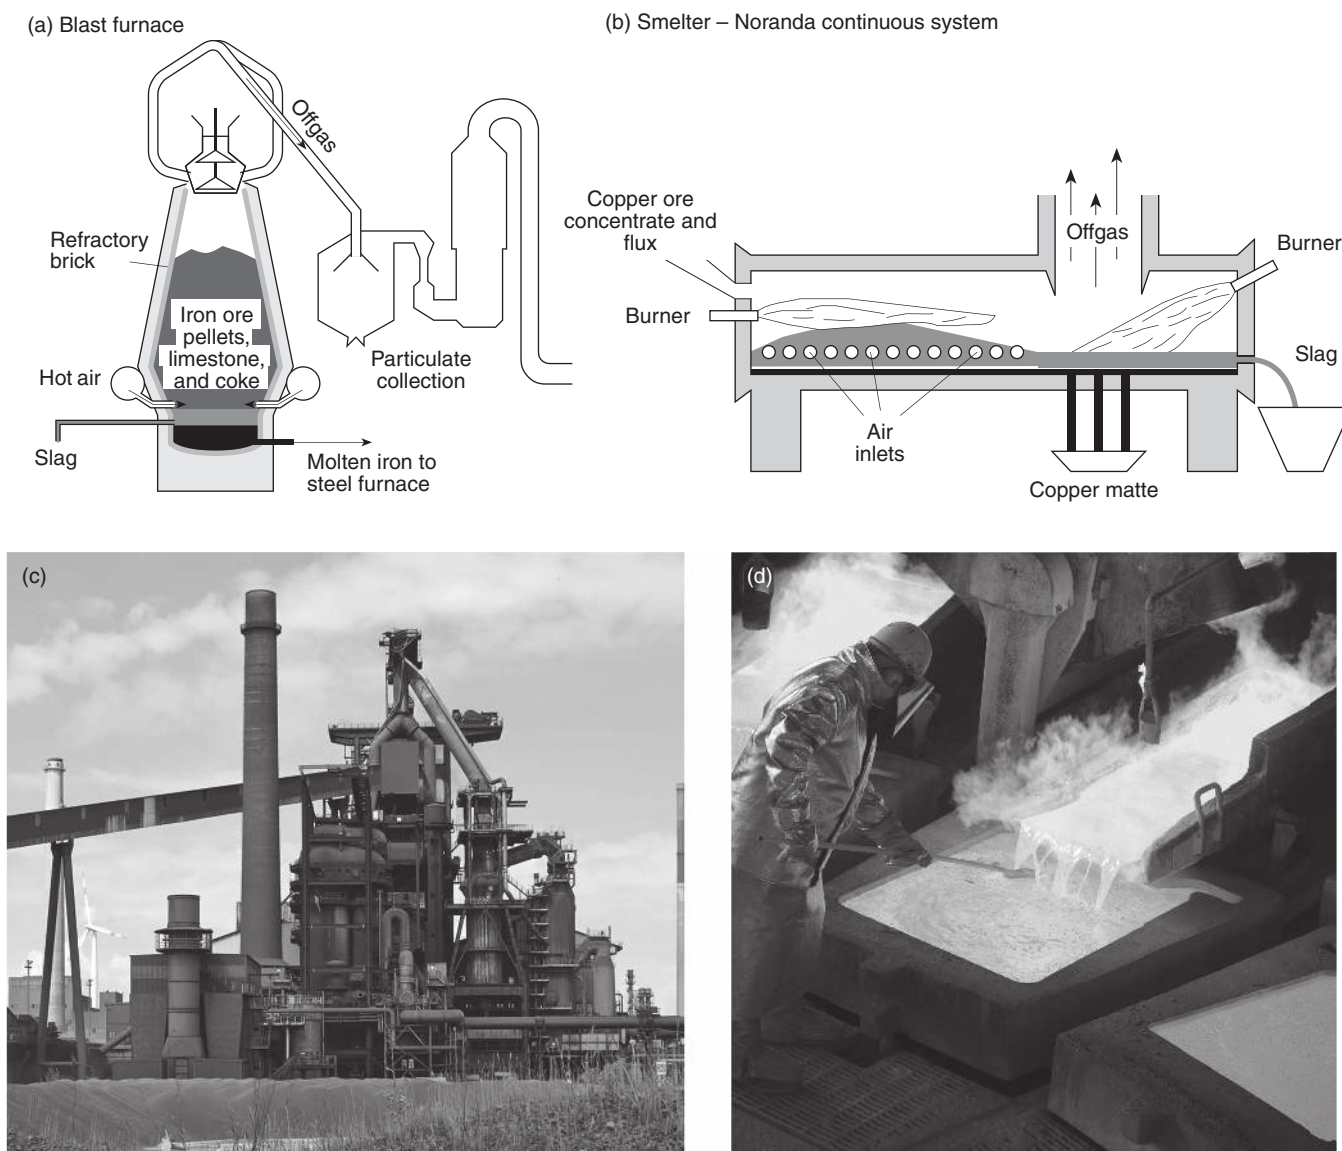 (a) Blast furnace
Offgas
Refractory
brick
Iron ore
pellets,
limestone,
and coke
Hot air
Particulate
collection
Slag
Molten iron to
steel furnace
(b) Smelter – Noranda continuous system
Copper ore
concentrate and
flux
Offgas
Burner
Burner
Slag
Air
inlets
Copper matte
(c)
(d)